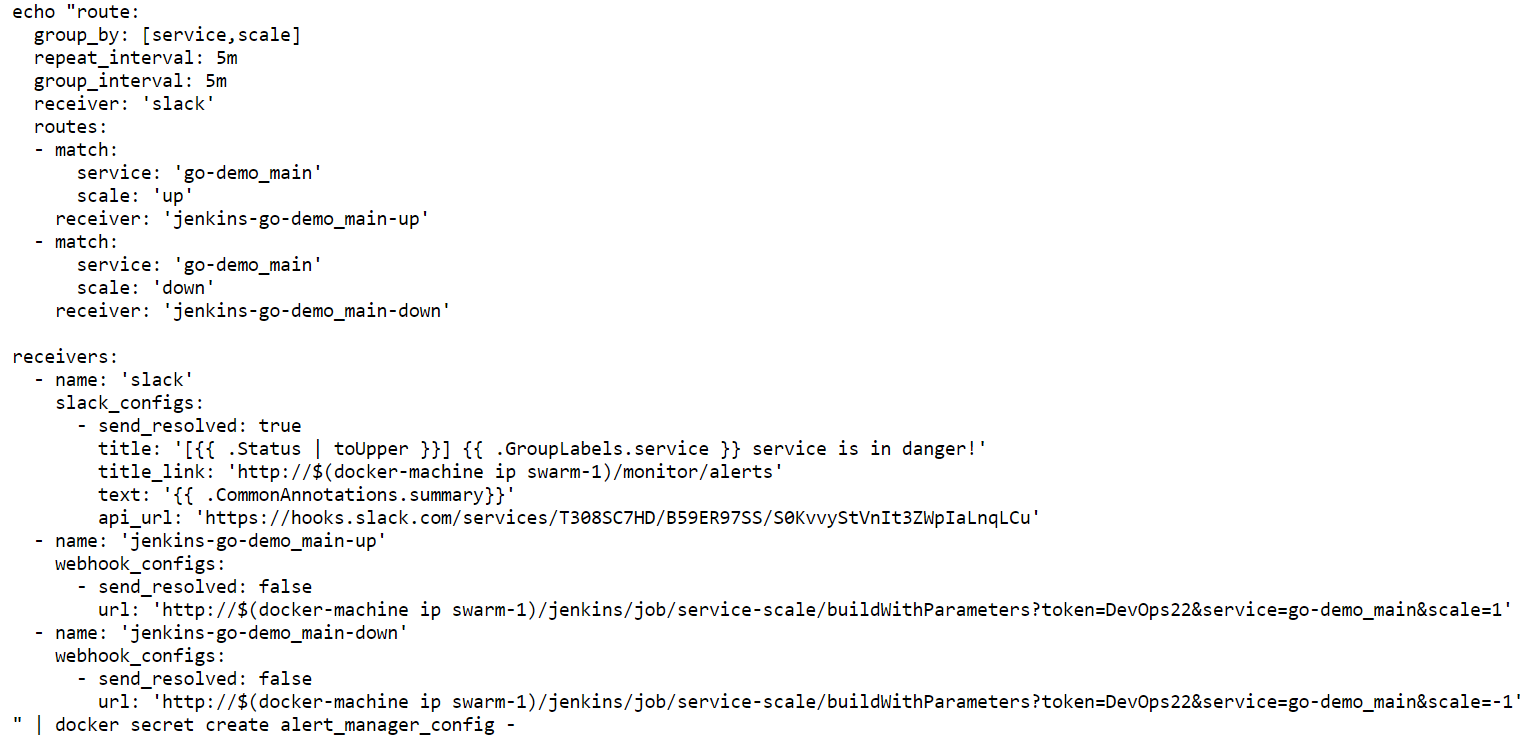 echo "route:
  group_by: [service,scale]
  repeat_interval: 5m
  group_interval: 5m
  receiver: 'slack'
  routes:
  - match:
      service: 'go-demo_main'
      scale: 'up'
    receiver: 'jenkins-go-demo_main-up'
  - match:
      service: 'go-demo_main'
      scale: 'down'
    receiver: 'jenkins-go-demo_main-down'

receivers:
  - name: 'slack'
    slack_configs:
      - send_resolved: true
        title: '[{{ .Status | toUpper }}] {{ .GroupLabels.service }} service is in danger!'
        title_link: 'http://$(docker-machine ip swarm-1)/monitor/alerts'
        text: '{{ .CommonAnnotations.summary}}'
        api_url: 'https://hooks.slack.com/services/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'
  - name: 'jenkins-go-demo_main-up'
    webhook_configs:
      - send_resolved: false
        url: 'http://$(docker-machine ip swarm-1)/jenkins/job/service-scale/buildWithParameters?token=DevOps22&service=go-demo_main&scale=1'
  - name: 'jenkins-go-demo_main-down'
    webhook_configs:
      - send_resolved: false
        url: 'http://$(docker-machine ip swarm-1)/jenkins/job/service-scale/buildWithParameters?token=DevOps22&service=go-demo_main&scale=-1'
" | docker secret create alert_manager_config -